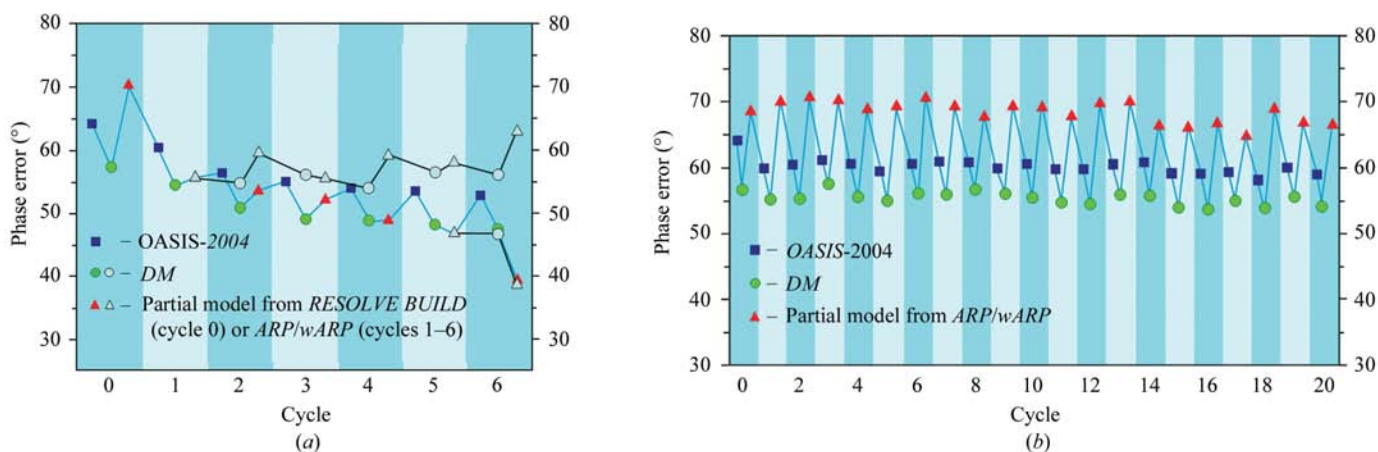 80
70
60
50
40
30
Phase error (°)
80
70
60
50
40
30
OASIS-2004
DM
Partial model from RESOLVE BUILD
(cycle 0) or ARP/wARP (cycles 1–6)
0 1 2 3 4 5 6
Cycle
(a)
80
70
60
50
40
30
Phase error (°)
80
70
60
50
40
30
OASIS-2004
DM
Partial model from ARP/wARP
0 2 4 6 8 10 12 14 16 18 20
Cycle
(b)